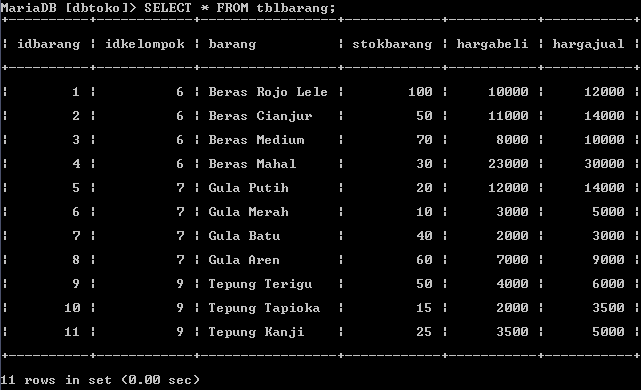 MariaDB [dbtoko]> SELECT * FROM tblbarang;
+----------+------------+-----------------+------------+-----------+-----------+
¦ idbarang ¦ idkelompok ¦ barang          ¦ stokbarang ¦ hargabeli ¦ hargajual ¦
+----------+------------+-----------------+------------+-----------+-----------+
¦        1 ¦          6 ¦ Beras Rojo Lele ¦        100 ¦     10000 ¦     12000 ¦
¦        2 ¦          6 ¦ Beras Cianjur   ¦         50 ¦     11000 ¦     14000 ¦
¦        3 ¦          6 ¦ Beras Medium    ¦         70 ¦      8000 ¦     10000 ¦
¦        4 ¦          6 ¦ Beras Mahal     ¦         30 ¦     23000 ¦     30000 ¦
¦        5 ¦          7 ¦ Gula Putih      ¦         20 ¦     12000 ¦     14000 ¦
¦        6 ¦          7 ¦ Gula Merah      ¦         10 ¦      3000 ¦      5000 ¦
¦        7 ¦          7 ¦ Gula Batu       ¦         40 ¦      2000 ¦      3000 ¦
¦        8 ¦          7 ¦ Gula Aren       ¦         60 ¦      7000 ¦      9000 ¦
¦        9 ¦          9 ¦ Tepung Terigu   ¦         50 ¦      4000 ¦      6000 ¦
¦       10 ¦          9 ¦ Tepung Tapioka  ¦         15 ¦      2000 ¦      3500 ¦
¦       11 ¦          9 ¦ Tepung Kanji    ¦         25 ¦      3500 ¦      5000 ¦
+----------+------------+-----------------+------------+-----------+-----------+
11 rows in set (0.00 sec)